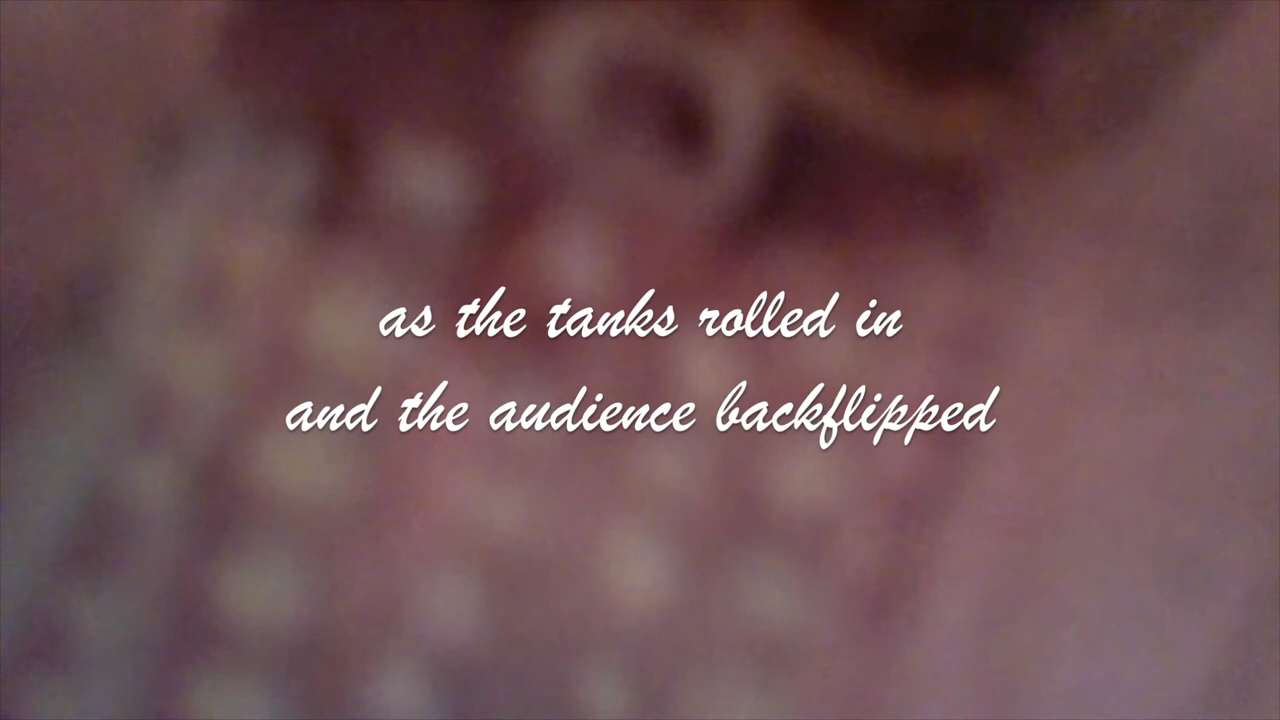 as the tanks rolled in
and the audience backflipped